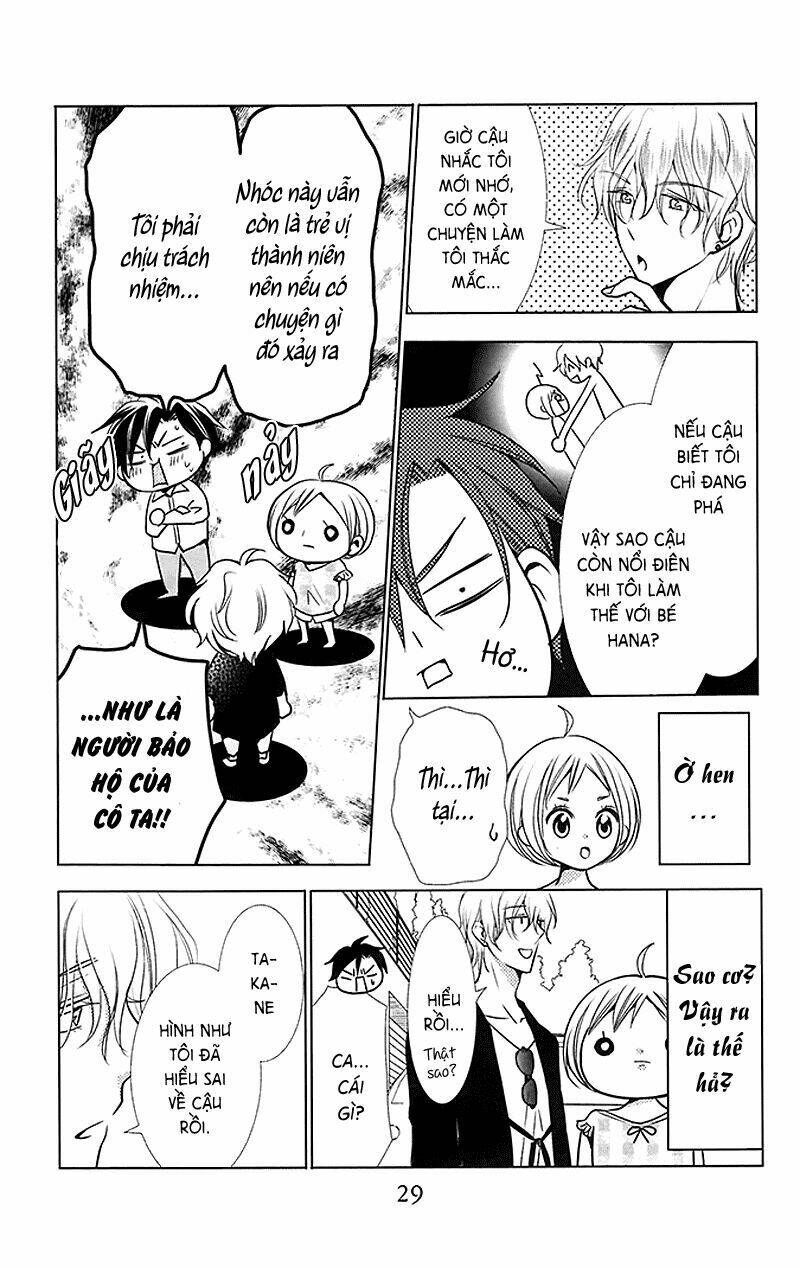 GIỜ CẬU
NHẮC TÔI
MỚI NHỚ,
CÓ MỘT
CHUYỆN LÀM
TÔI THẮC
MẮC...
NẾU CẬU
BIẾT TÔI
CHỈ ĐANG
PHÁ
VẬY SAO CẬU
CÒN NỔI ĐIÊN
KHI TÔI LÀM
THẾ VỚI BÉ
HANA?
Hơ...
Ờ hen
...
Thì...Thì
tại...
Nhóc này vẫn
còn là trẻ vị
thành niên
nên nếu có
chuyện gì
đó xảy ra
Tôi phải
chịu trách
nhiệm...
Giãy
nảy
...NHƯ LÀ
NGƯỜI BẢO
HỘ CỦA
CÔ TA!!
Sao cơ?
Vậy ra
là thế
hả?
HIỂU
RỒI...
Thật
sao?
CA...
CÁI
GÌ?
TA-
KA-
NE
HÌNH NHƯ
TÔI ĐÃ
HIỂU SAI
VỀ CẬU
RỒI.
29